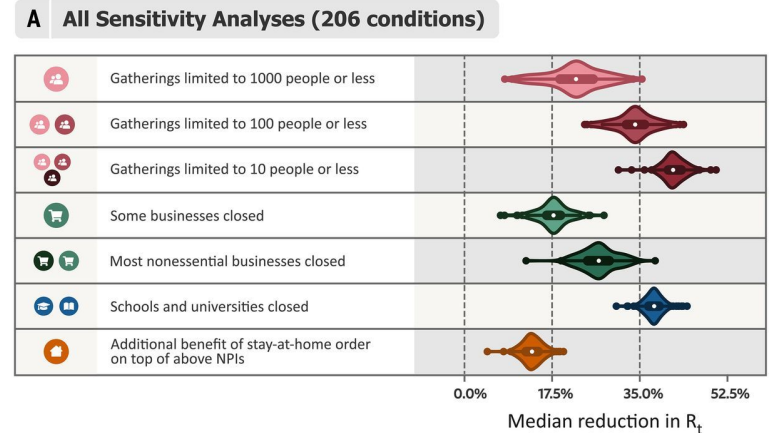 A All Sensitivity Analyses (206 conditions)
Gatherings limited to 1000 people or less
Gatherings limited to 100 people or less
Gatherings limited to 10 people or less
Some businesses closed
Most nonessential businesses closed
Schools and universities closed
Additional benefit of stay-at-home order
on top of above NPIs
0.0% 17.5% 35.0% 52.5%
Median reduction in Rt